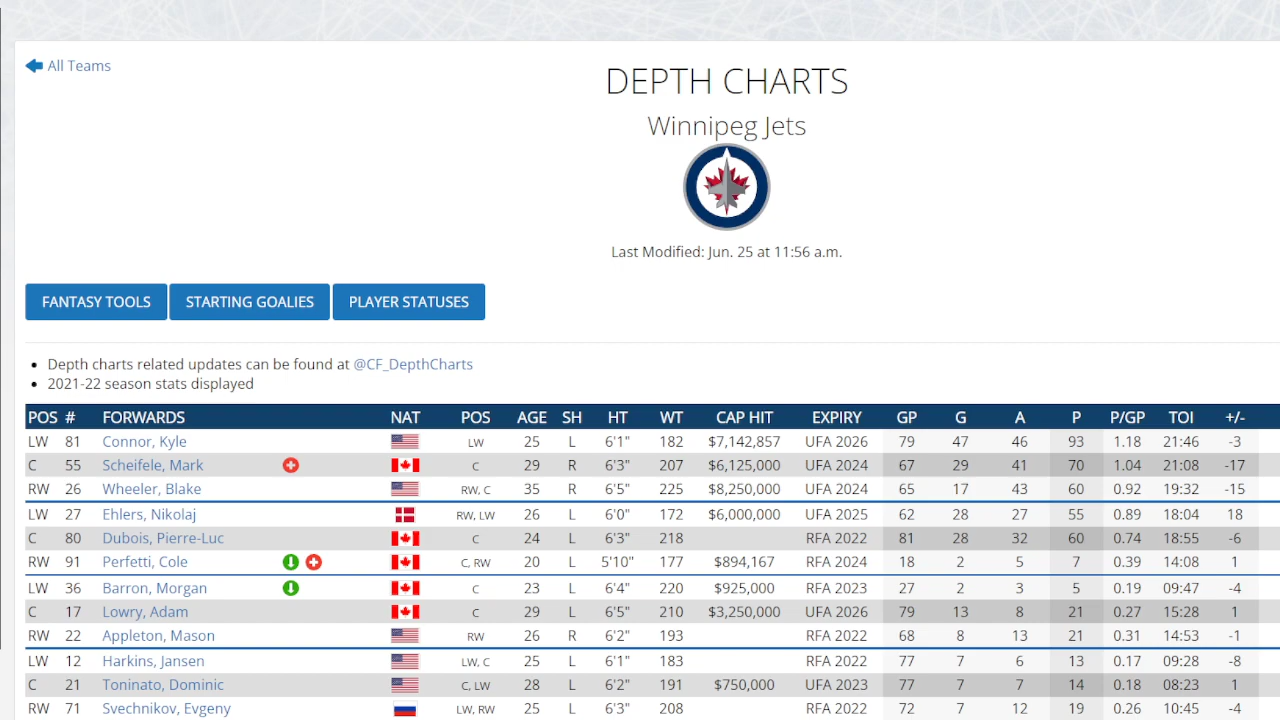 All Teams
DEPTH CHARTS
Winnipeg Jets
Last Modified: Jun. 25 at 11:56 a.m.
FANTASY TOOLS STARTING GOALIES PLAYER STATUSES
• Depth charts related updates can be found at @CF_DepthCharts
• 2021-22 season stats displayed
POS # FORWARDS NAT POS AGE SH HT WT CAP HIT EXPIRY GP G A P P/GP TOI +/-
LW 81 Connor, Kyle LW 25 L 6'1" 182 $7,142,857 UFA 2026 79 47 46 93 1.18 21:46 -3
C 55 Scheifele, Mark C 29 R 6'3" 207 $6,125,000 UFA 2024 67 29 41 70 1.04 21:08 -17
RW 26 Wheeler, Blake RW, C 35 R 6'5" 225 $8,250,000 UFA 2024 65 17 43 60 0.92 19:32 -15
LW 27 Ehlers, Nikolaj RW, LW 26 L 6'0" 172 $6,000,000 UFA 2025 62 28 27 55 0.89 18:04 18
C 80 Dubois, Pierre-Luc C 24 L 6'3" 218 RFA 2022 81 28 32 60 0.74 18:55 -6
RW 91 Perfetti, Cole C, RW 20 L 5'10" 177 $894,167 RFA 2024 18 2 5 7 0.39 14:08 1
LW 36 Barron, Morgan C 23 L 6'4" 220 $925,000 RFA 2023 27 2 3 5 0.19 09:47 -4
C 17 Lowry, Adam C 29 L 6'5" 210 $3,250,000 UFA 2026 79 13 8 21 0.27 15:28 1
RW 22 Appleton, Mason RW 26 R 6'2" 193 RFA 2022 68 8 13 21 0.31 14:53 -1
LW 12 Harkins, Jansen LW, C 25 L 6'1" 183 RFA 2022 77 7 6 13 0.17 09:28 -8
C 21 Toninato, Dominic C, LW 28 L 6'2" 191 $750,000 UFA 2023 77 7 7 14 0.18 08:23 1
RW 71 Svechnikov, Evgeny LW, RW 25 L 6'3" 208 RFA 2022 72 7 12 19 0.26 10:45 -4